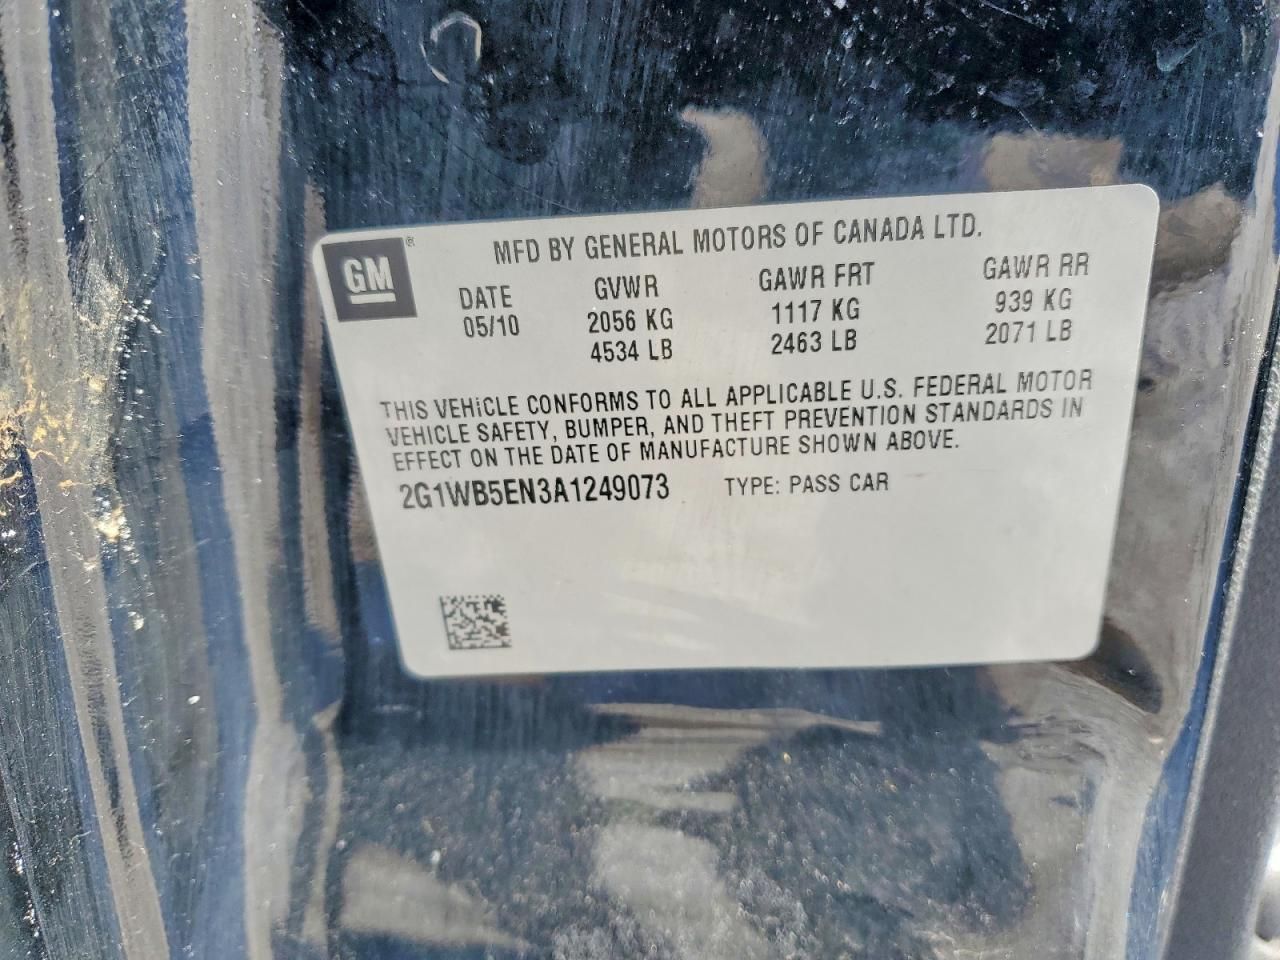 GM®
MFD BY GENERAL MOTORS OF CANADA LTD.
DATE GVWR GAWR FRT GAWR RR
05/10 2056 KG 1117 KG 939 KG
4534 LB 2463 LB 2071 LB
THIS VEHICLE CONFORMS TO ALL APPLICABLE U.S. FEDERAL MOTOR
VEHICLE SAFETY, BUMPER, AND THEFT PREVENTION STANDARDS IN
EFFECT ON THE DATE OF MANUFACTURE SHOWN ABOVE.
2G1WB5EN3A1249073 TYPE: PASS CAR